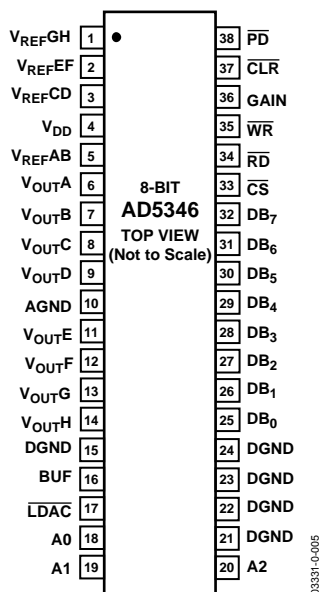 VREFGH 1
VREFEF 2
VREFCD 3
VDD 4
VREFAB 5
VOUTA 6
VOUTB 7
VOUTC 8
VOUTD 9
AGND 10
VOUTE 11
VOUTF 12
VOUTG 13
VOUTH 14
DGND 15
BUF 16
LDAC 17
A0 18
A1 19
8-BIT
AD5346
TOP VIEW
(Not to Scale)
38 PD
37 CLR
36 GAIN
35 WR
34 RD
33 CS
32 DB7
31 DB6
30 DB5
29 DB4
28 DB3
27 DB2
26 DB1
25 DB0
24 DGND
23 DGND
22 DGND
21 DGND
20 A2
03331-0-005